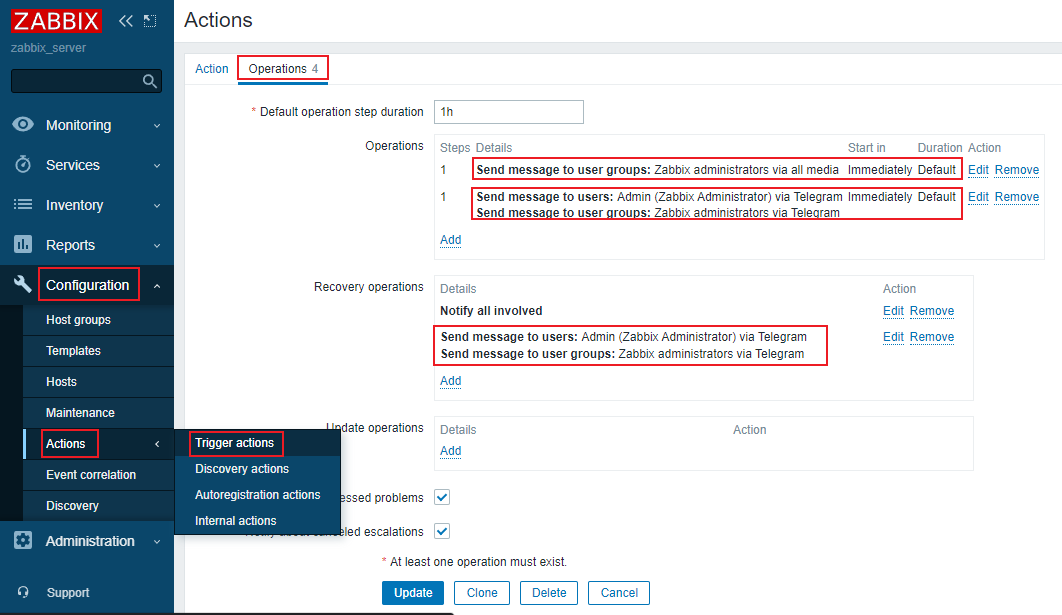 ZABBIX
zabbix_server
Monitoring
Services
Inventory
Reports
Configuration
Host groups
Templates
Hosts
Maintenance
Actions
Event correlation
Discovery
Administration
Support
Trigger actions
Discovery actions
Autoregistration actions
Internal actions
Actions
Action Operations 4
* Default operation step duration 1h
Operations
Steps Details Start in Duration Action
1 Send message to user groups: Zabbix administrators via all media Immediately Default Edit Remove
1 Send message to users: Admin (Zabbix Administrator) via Telegram Immediately Default Edit Remove
Send message to user groups: Zabbix administrators via Telegram
Add
Recovery operations
Details Action
Notify all involved Edit Remove
Send message to users: Admin (Zabbix Administrator) via Telegram Edit Remove
Send message to user groups: Zabbix administrators via Telegram
Add
Update operations
Details Action
Add
problems
escalations
* At least one operation must exist.
Update Clone Delete Cancel